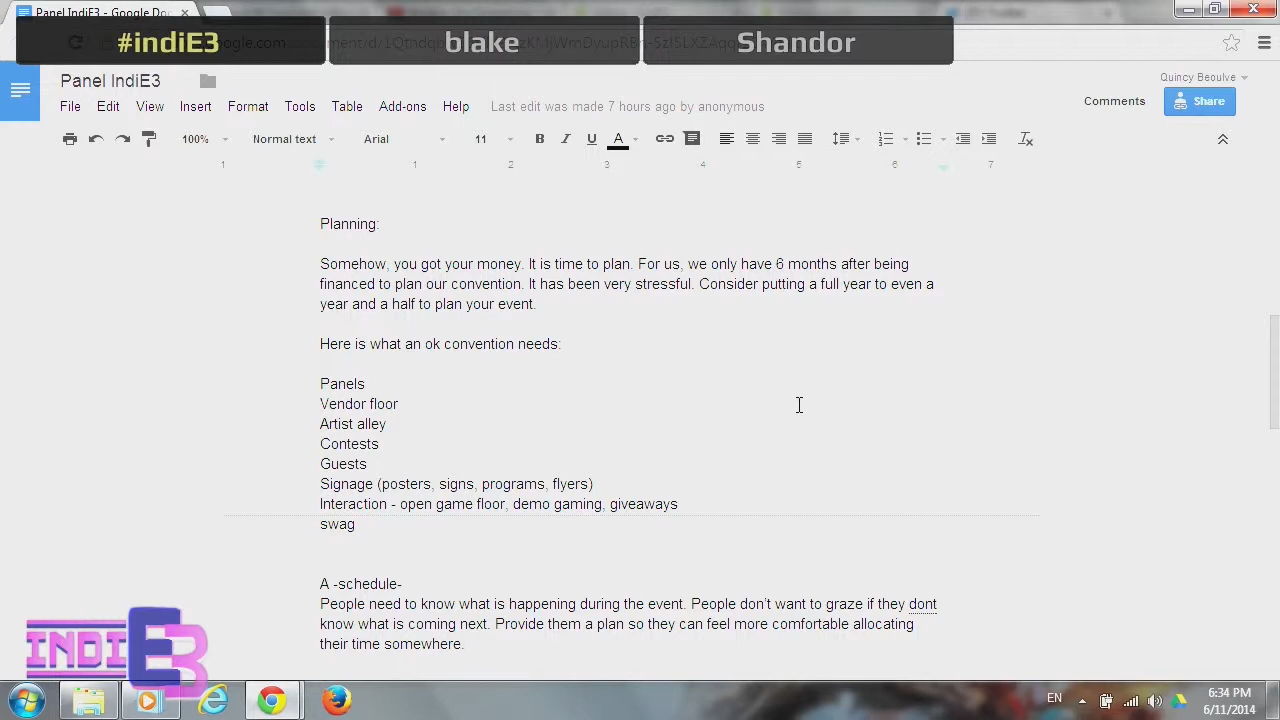 Panel IndiE3 - Google Do
#indiE3
blake
Shandor
Panel IndiE3
Quincy Beoulve
File Edit View Insert Format Tools Table Add-ons Help Last edit was made 7 hours ago by anonymous
Comments
Share
100% Normal text Arial 11 B I U A
1 1 2 3 4 5 6 7
Planning:
Somehow, you got your money. It is time to plan. For us, we only have 6 months after being
financed to plan our convention. It has been very stressful. Consider putting a full year to even a
year and a half to plan your event.
Here is what an ok convention needs:
Panels
Vendor floor
Artist alley
Contests
Guests
Signage (posters, signs, programs, flyers)
Interaction - open game floor, demo gaming, giveaways
swag
A -schedule-
People need to know what is happening during the event. People don't want to graze if they dont
know what is coming next. Provide them a plan so they can feel more comfortable allocating
their time somewhere.
INDIE3
EN
6:34 PM
6/11/2014